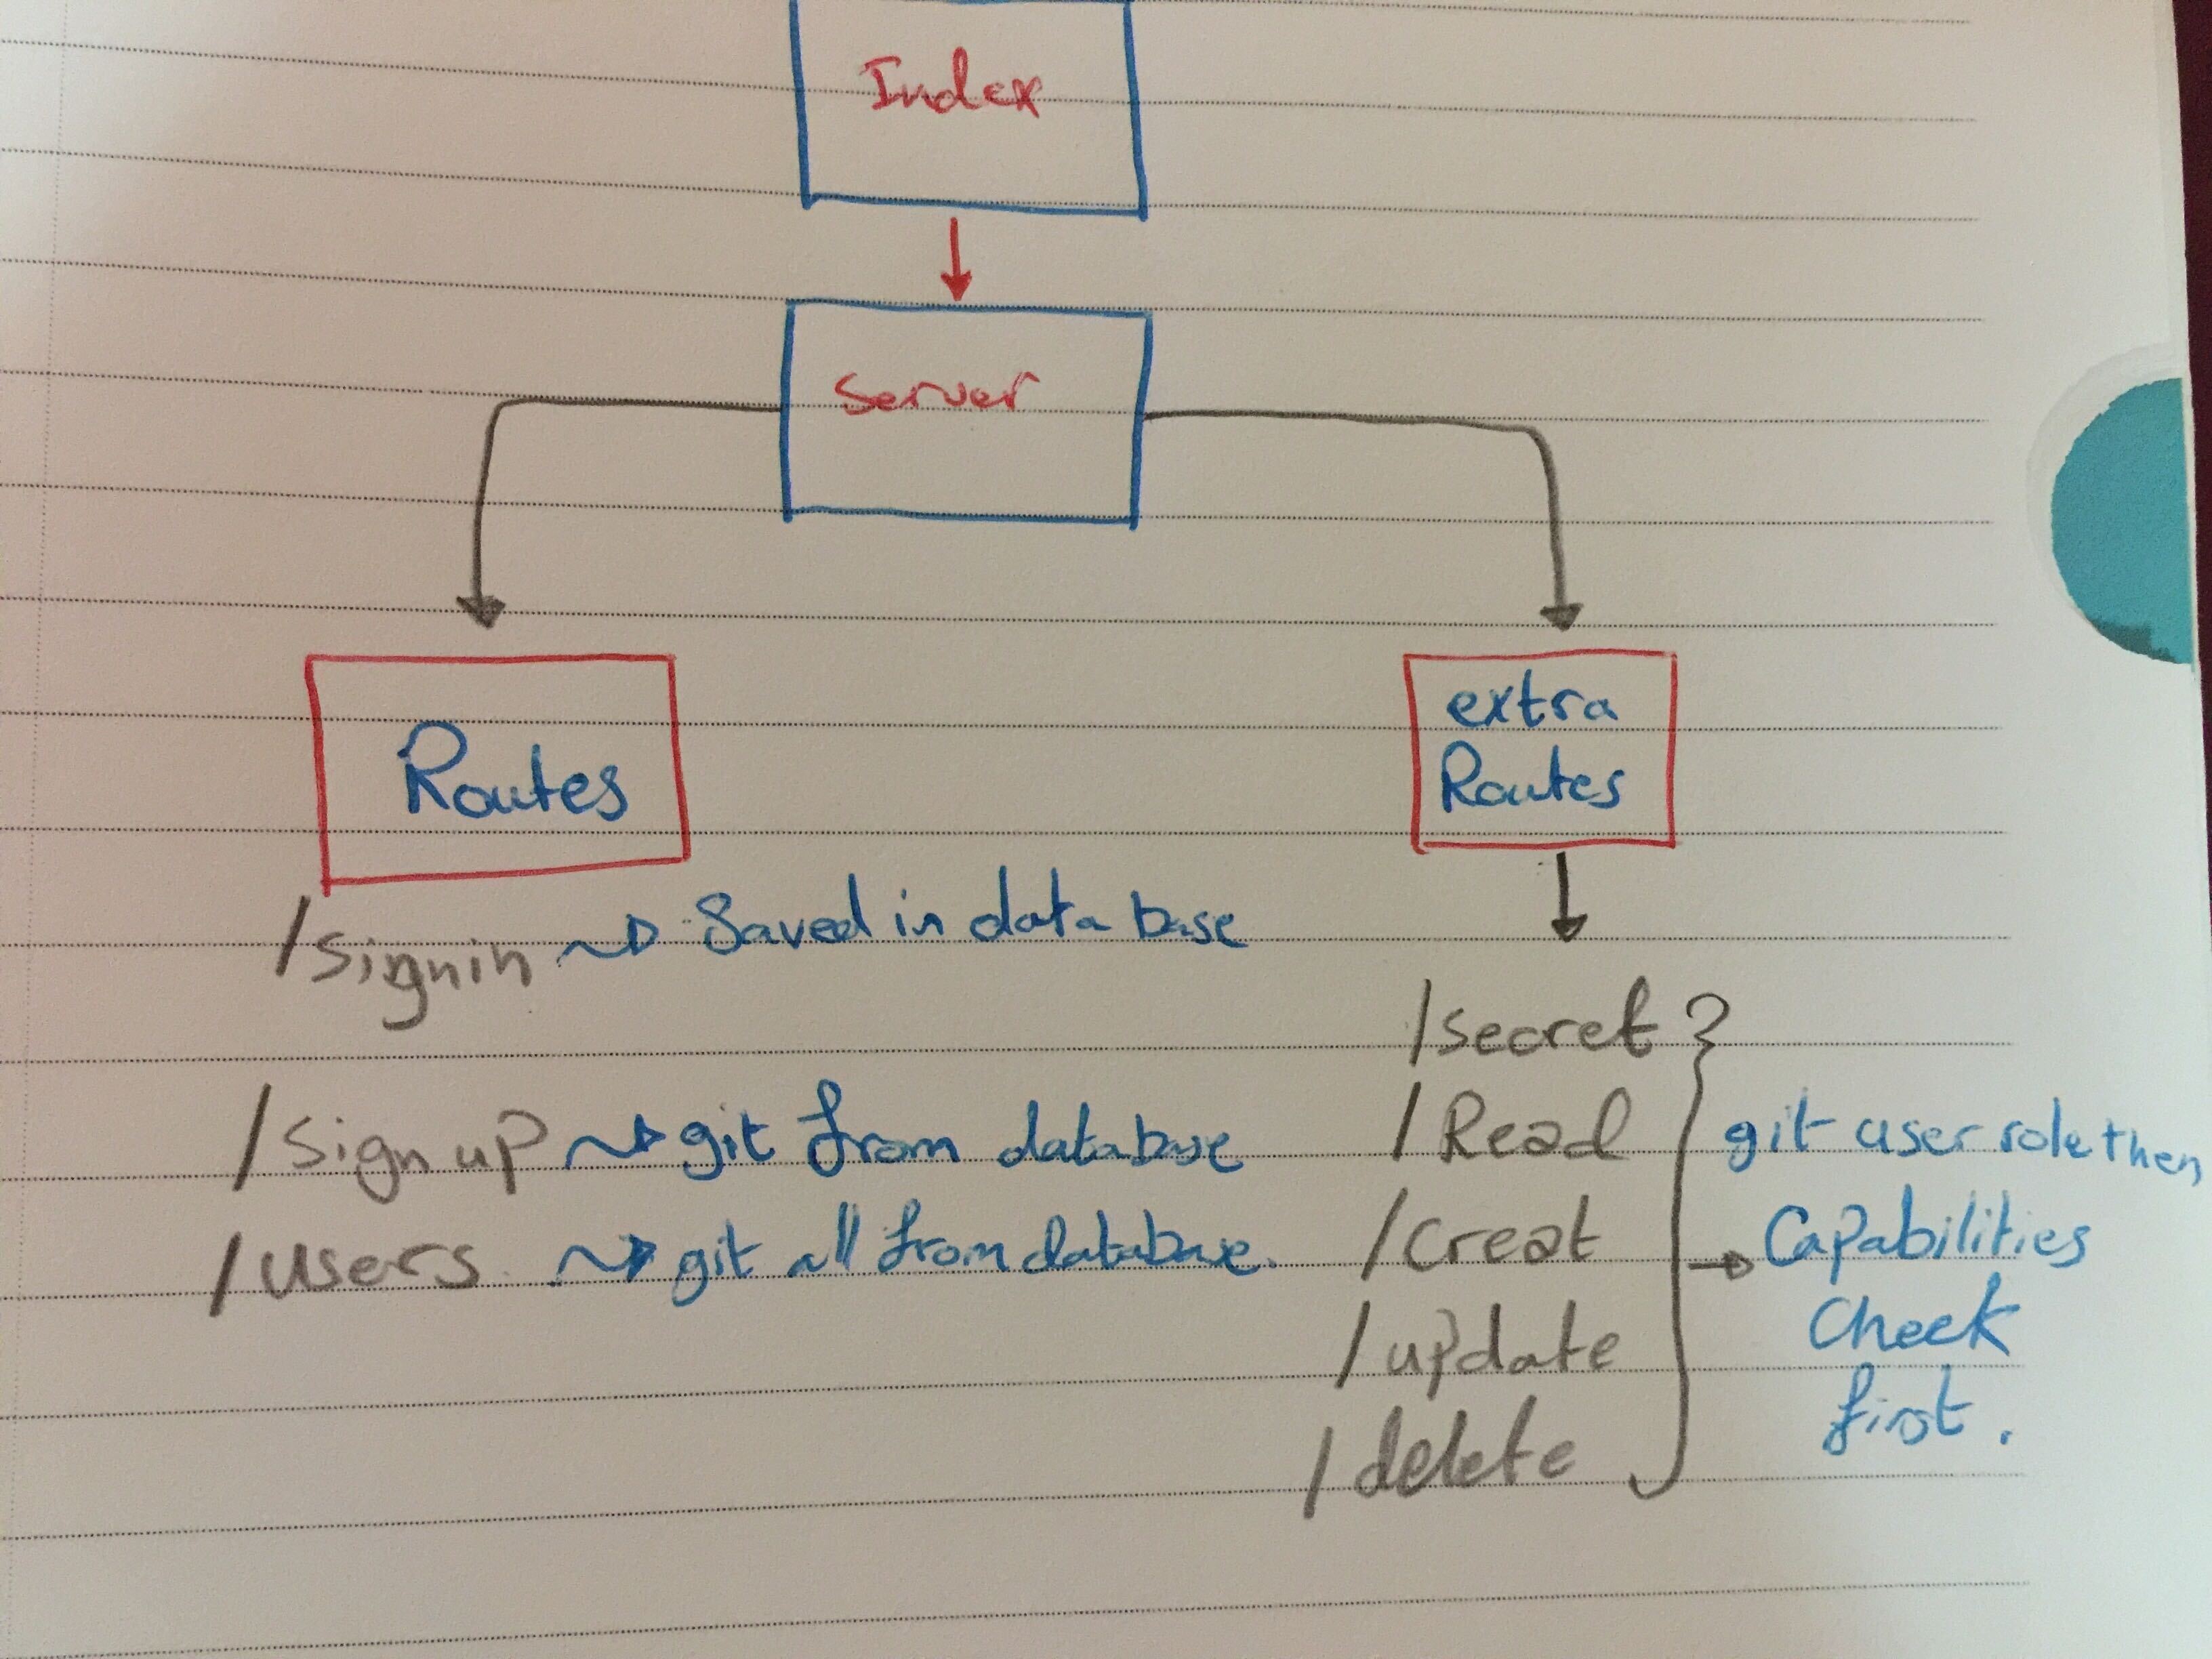 Index
Server
Routes
extra
Routes
/signin Saved in data base
/sign up git from database
/users git all from database.
/secret
/Read
/creat
/update
/delete
git user role then
Capabilities
Check
first.